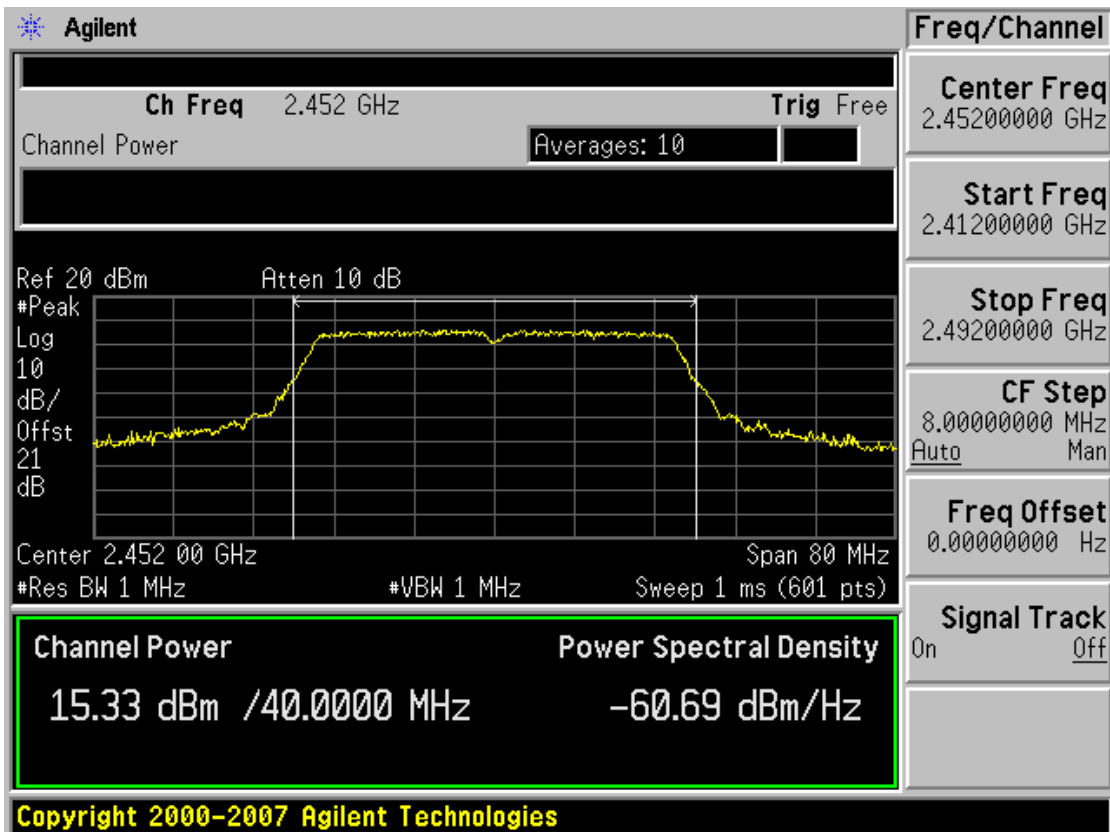 Agilent
Freq/Channel
Ch Freq 2.452 GHz Trig Free
Channel Power Averages: 10
Ref 20 dBm Atten 10 dB
#Peak
Log
10
dB/
Offst
21
dB
Center 2.452 00 GHz Span 80 MHz
#Res BW 1 MHz #VBW 1 MHz Sweep 1 ms (601 pts)
Channel Power Power Spectral Density
15.33 dBm /40.0000 MHz -60.69 dBm/Hz
Center Freq
2.45200000 GHz
Start Freq
2.41200000 GHz
Stop Freq
2.49200000 GHz
CF Step
8.00000000 MHz
Auto Man
Freq Offset
0.00000000 Hz
Signal Track
On Off
Copyright 2000-2007 Agilent Technologies